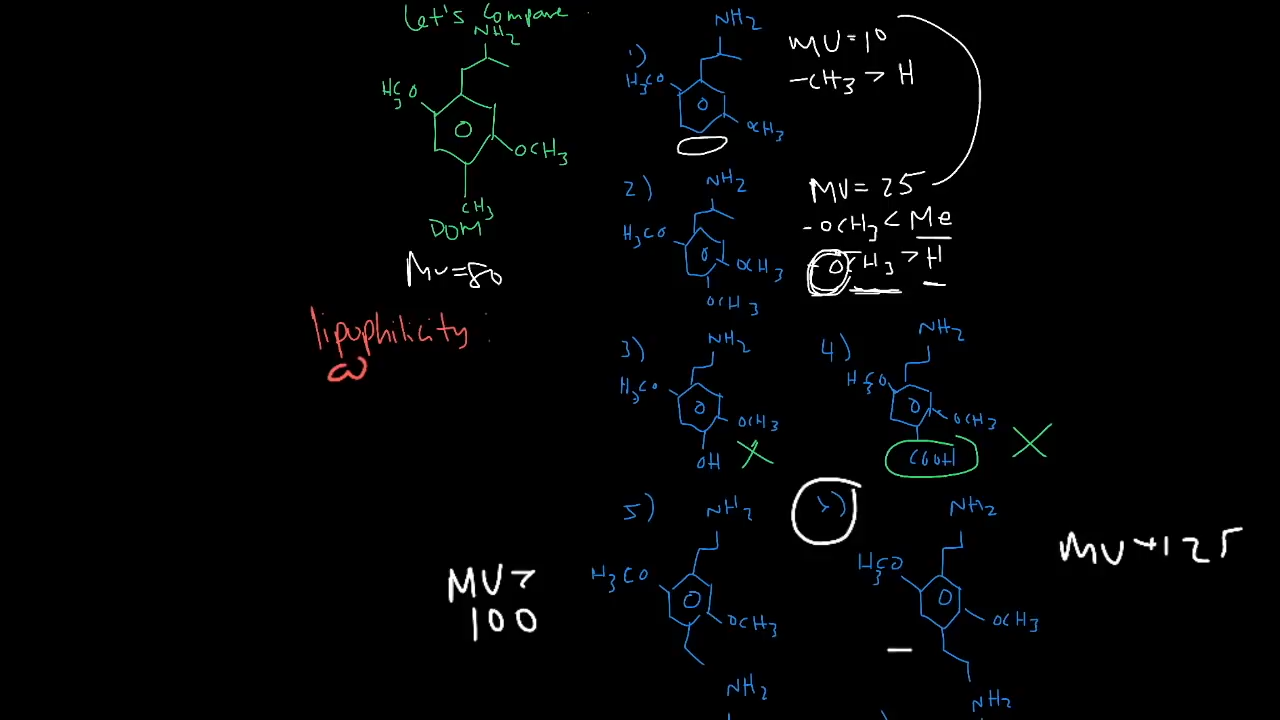 Let's Compare
NH2
H3CO
OCH3
CH3
DOM
MU=80
lipophilicity :
1)
NH2
H3CO
OCH3
MU=10
-CH3 > H
2)
NH2
H3CO
OCH3
OCH3
MU= 25
-OCH3 < Me
-OCH3 > H
3)
NH2
H3CO
OCH3
OH
4)
NH2
H3CO
OCH3
COOH
5)
NH2
H3CO
OCH3
NH2
MU?
100
NH2
H3CO
OCH3
NH2
125